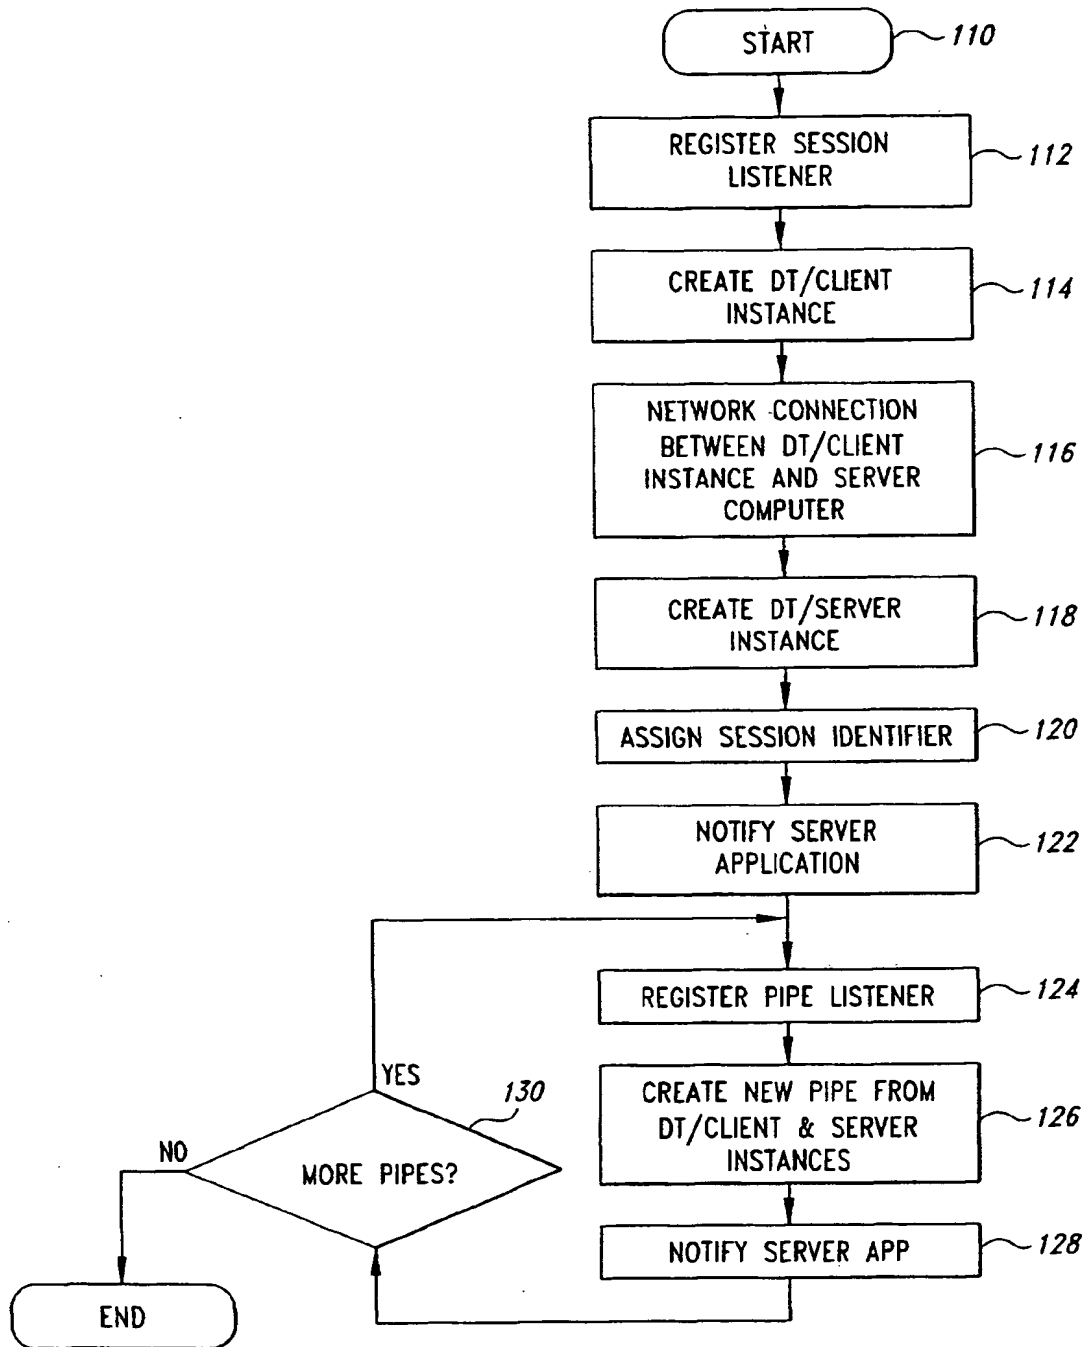 START
110
REGISTER SESSION
LISTENER
112
CREATE DT/CLIENT
INSTANCE
114
NETWORK CONNECTION
BETWEEN DT/CLIENT
INSTANCE AND SERVER
COMPUTER
116
CREATE DT/SERVER
INSTANCE
118
ASSIGN SESSION IDENTIFIER
120
NOTIFY SERVER
APPLICATION
122
REGISTER PIPE LISTENER
124
CREATE NEW PIPE FROM
DT/CLIENT & SERVER
INSTANCES
126
NOTIFY SERVER APP
128
YES
130
NO
MORE PIPES?
END